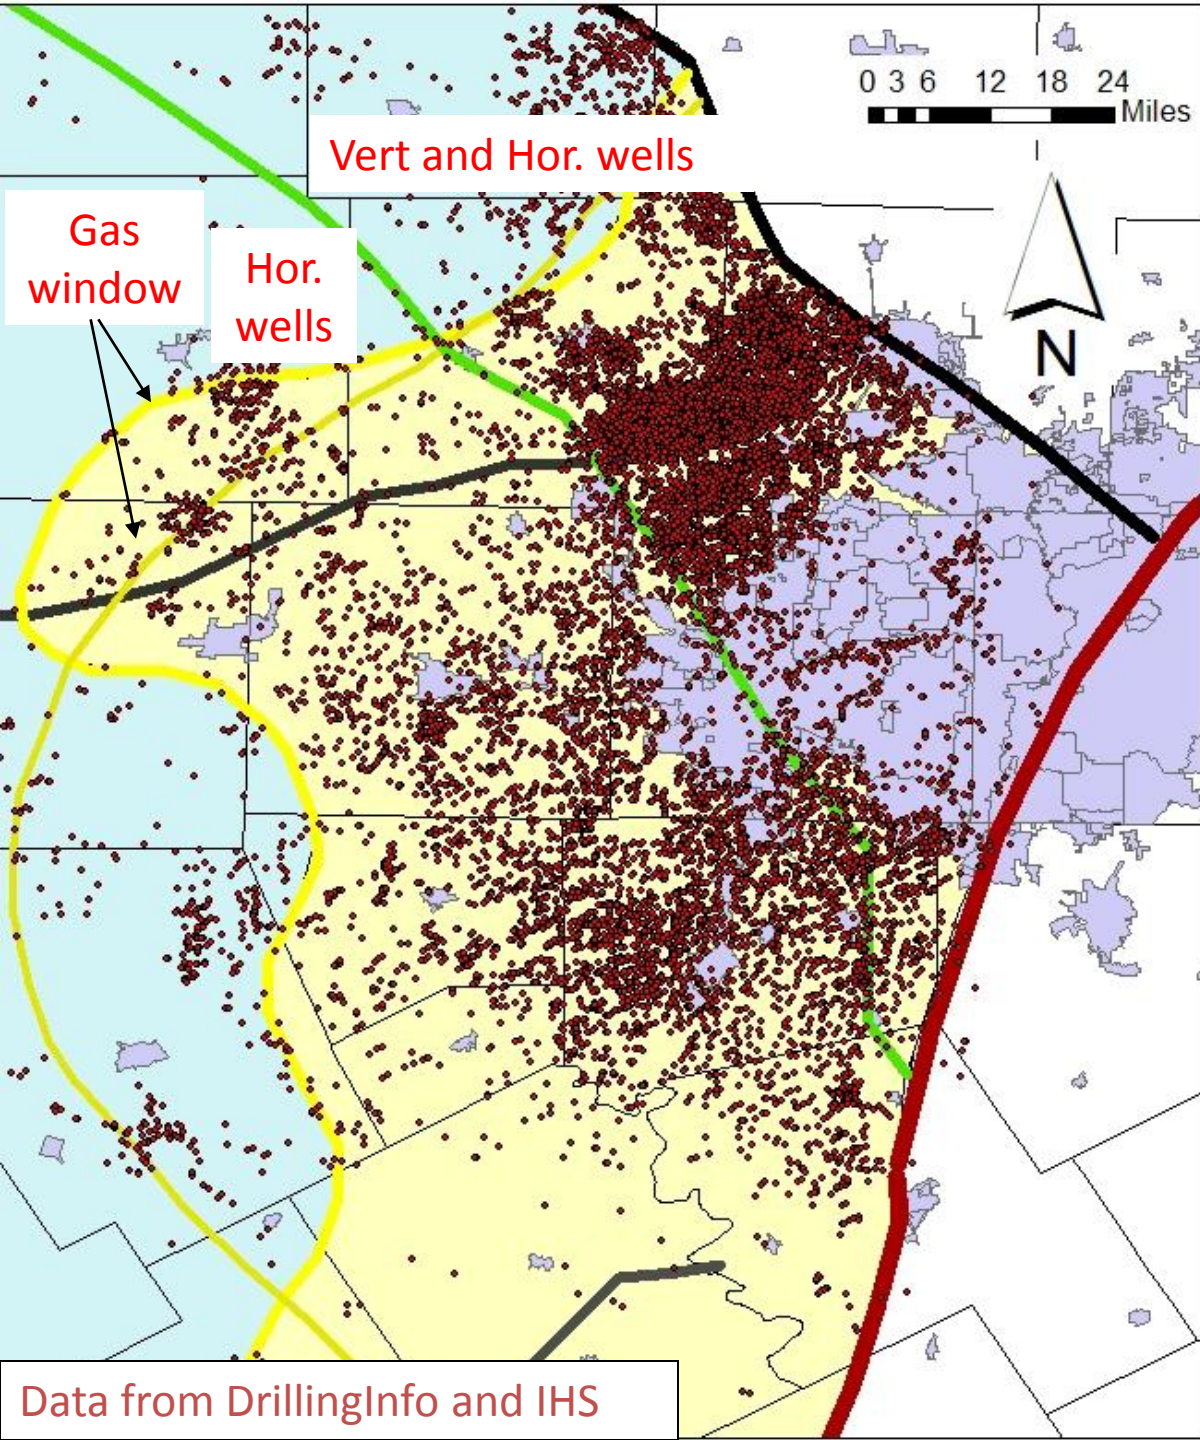 0 3 6 12 18 24
Miles
Vert and Hor. wells
Gas
window
Hor.
wells
N
Data from DrillingInfo and IHS